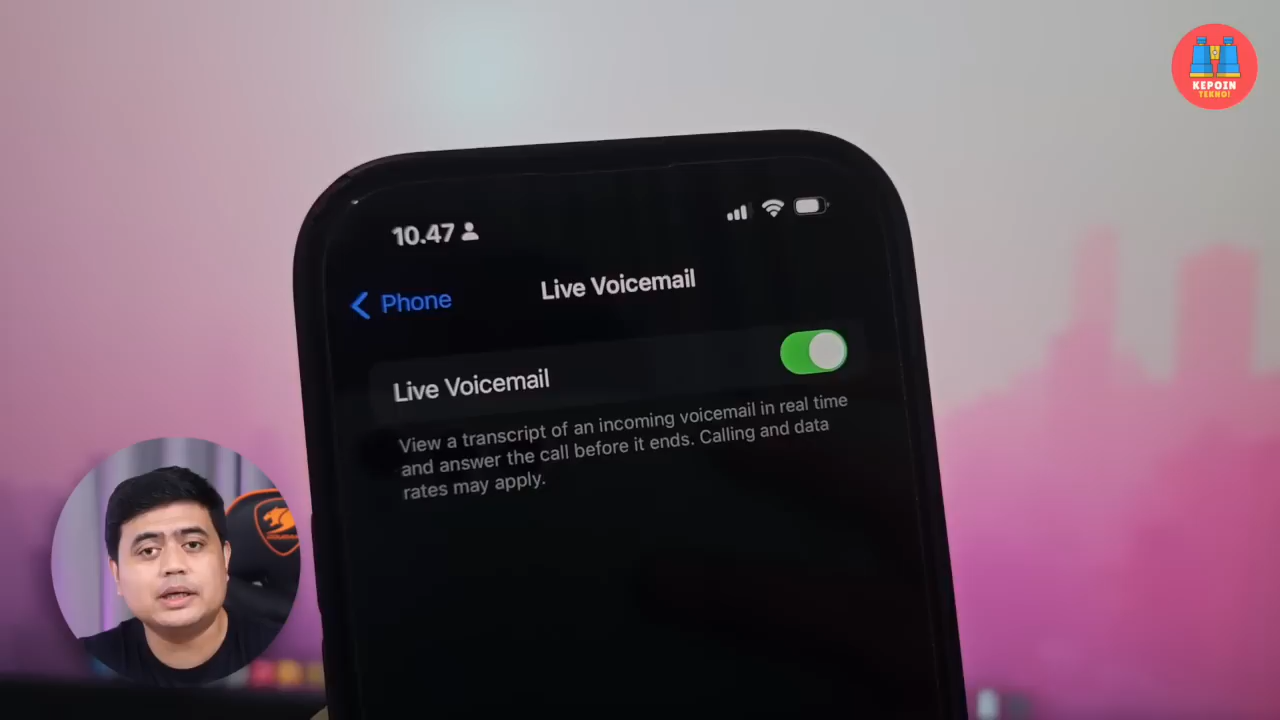 KEPOIN
TEKNO!
10.47
Phone
Live Voicemail
Live Voicemail
View a transcript of an incoming voicemail in real time
and answer the call before it ends. Calling and data
rates may apply.